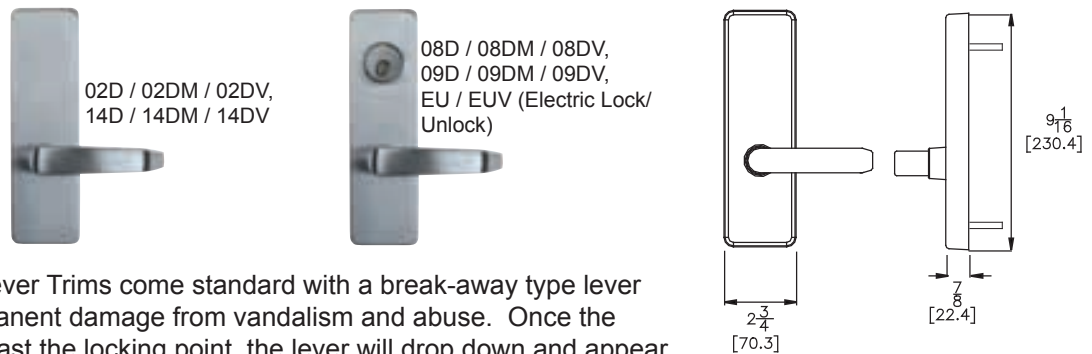 02D / 02DM / 02DV,
14D / 14DM / 14DV
08D / 08DM / 08DV,
09D / 09DM / 09DV,
EU / EUV (Electric Lock/
Unlock)
9 1/16
[230.4]
7/8
[22.4]
2 3/4
[70.3]
ever Trims come standard with a break-away type lever
anent damage from vandalism and abuse. Once the
ast the locking point, the lever will drop down and appear